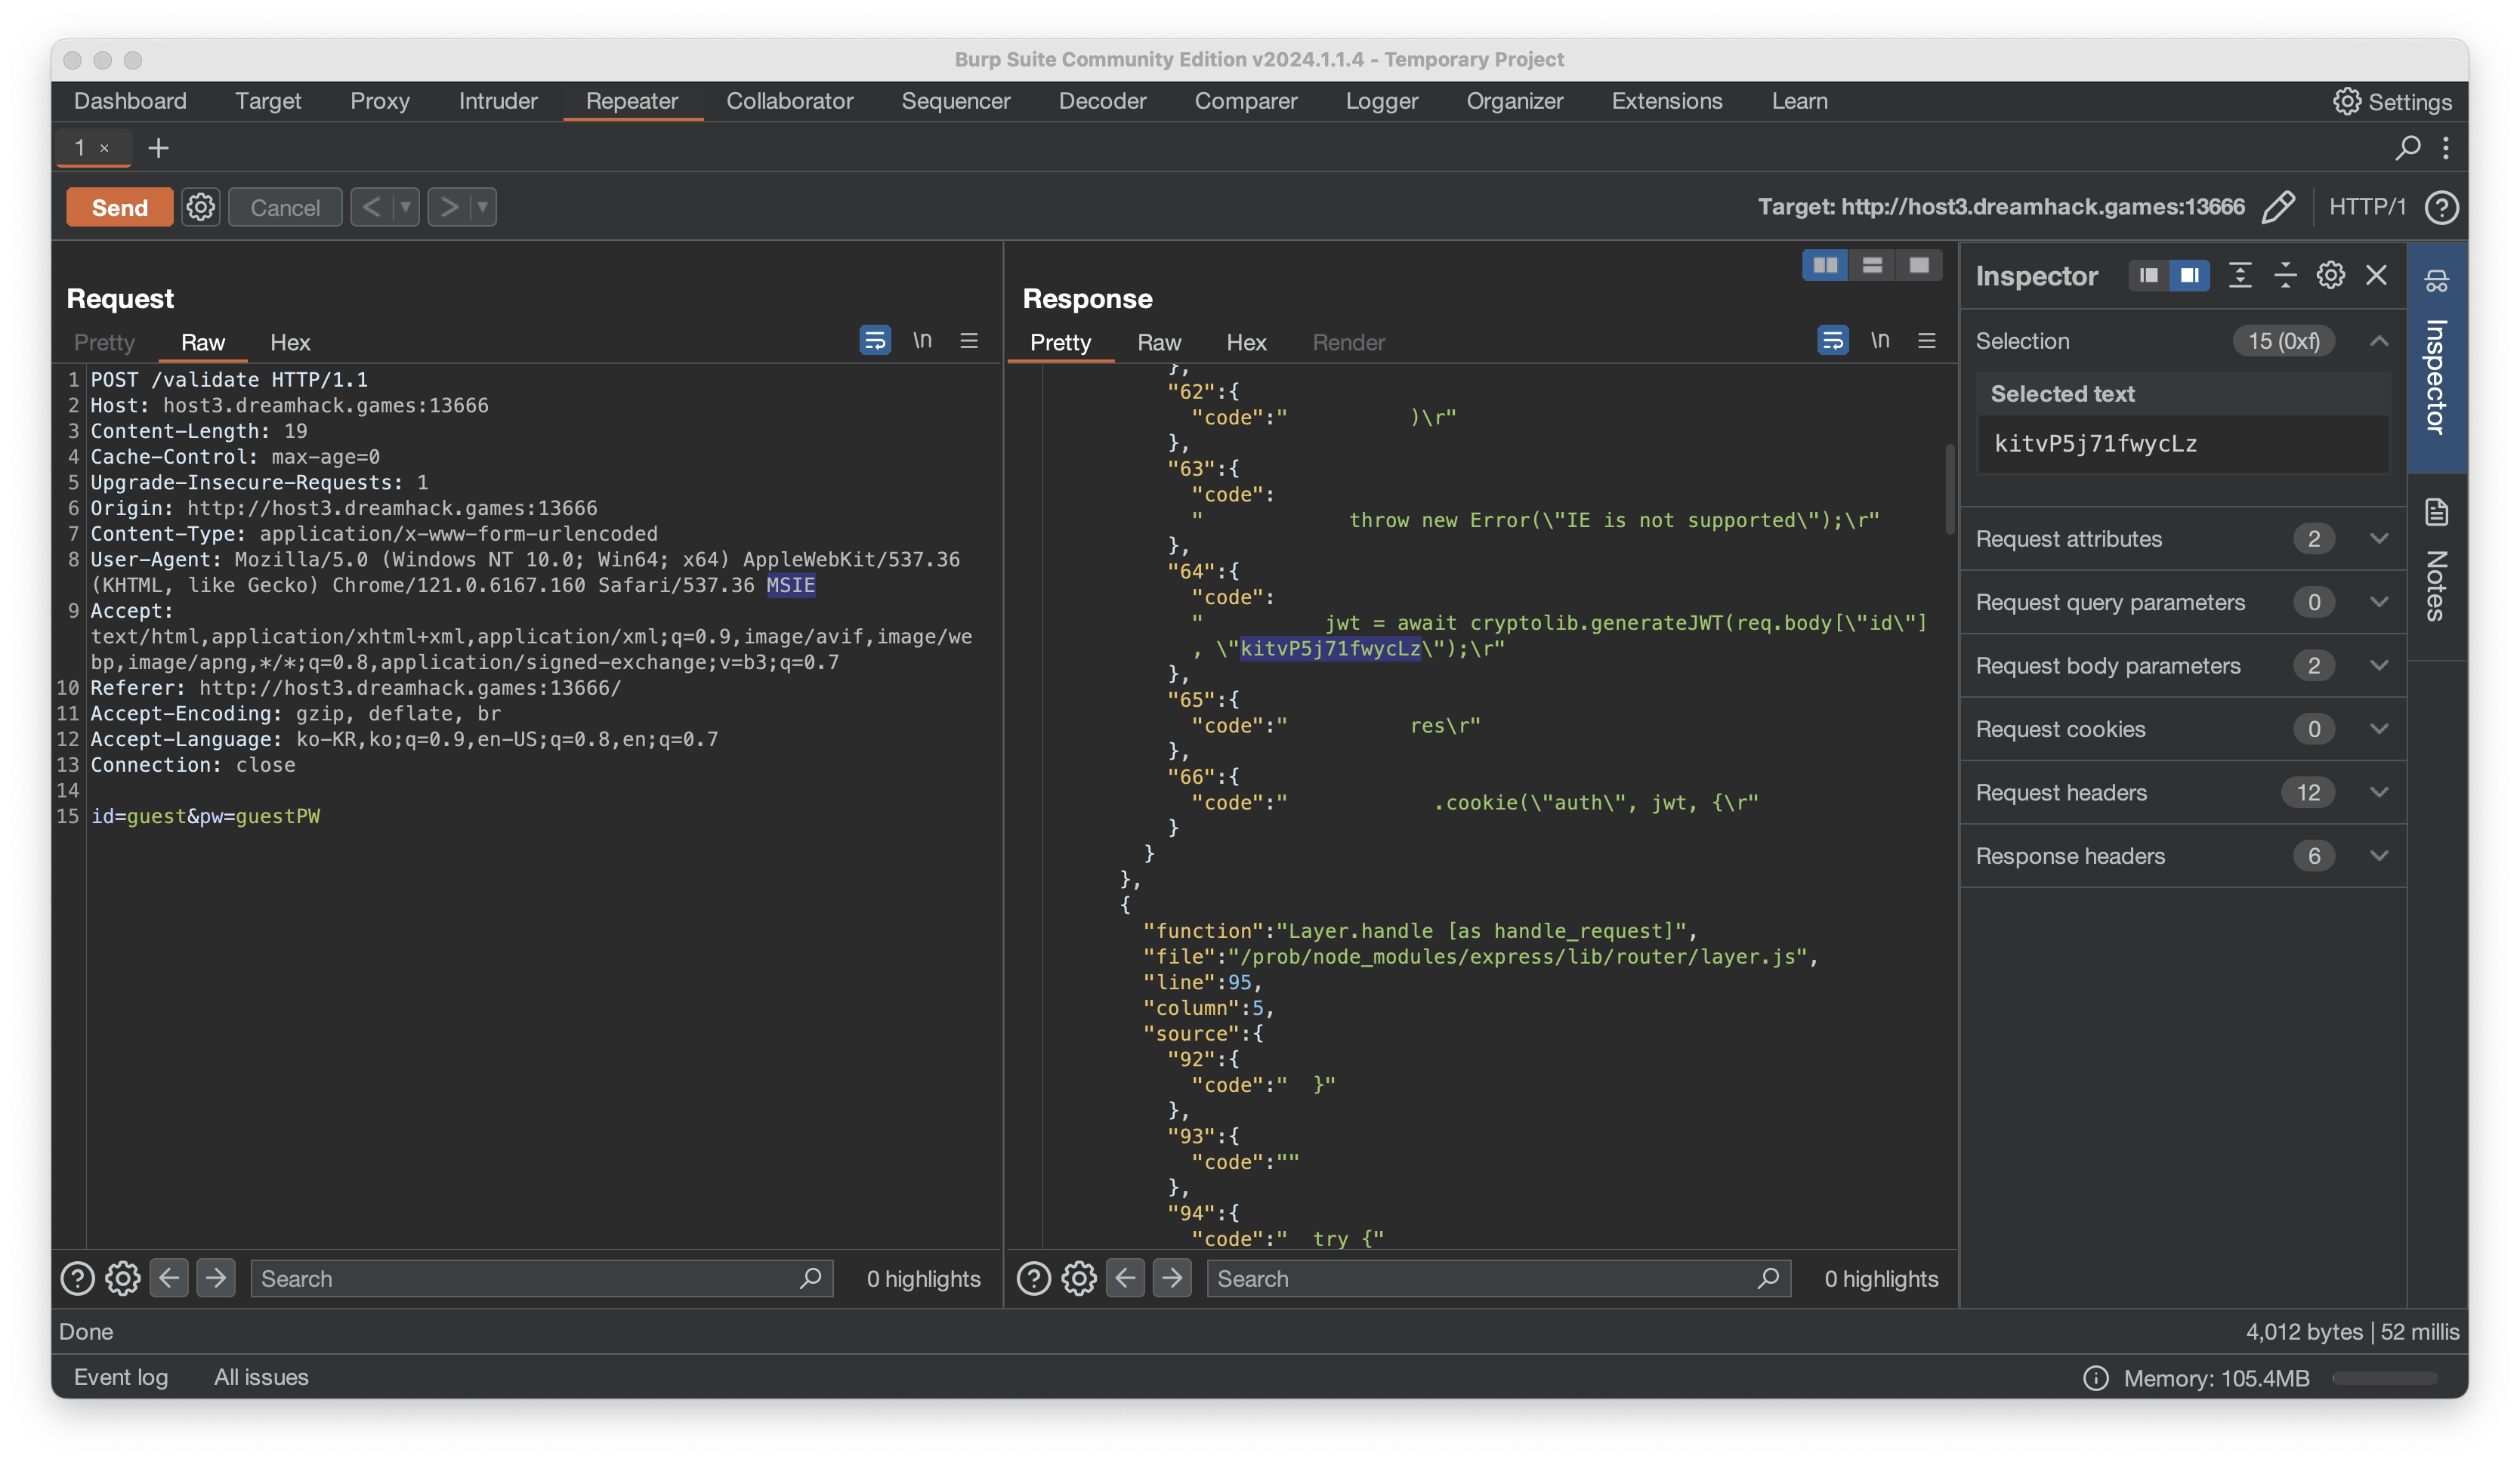 Burp Suite Community Edition v2024.1.1.4 - Temporary Project
Dashboard Target Proxy Intruder Repeater Collaborator Sequencer Decoder Comparer Logger Organizer Extensions Learn Settings
1 × +
Send Cancel < > Target: http://host3.dreamhack.games:13666 HTTP/1 ?
Request
Pretty Raw Hex \n
1 POST /validate HTTP/1.1
2 Host: host3.dreamhack.games:13666
3 Content-Length: 19
4 Cache-Control: max-age=0
5 Upgrade-Insecure-Requests: 1
6 Origin: http://host3.dreamhack.games:13666
7 Content-Type: application/x-www-form-urlencoded
8 User-Agent: Mozilla/5.0 (Windows NT 10.0; Win64; x64) AppleWebKit/537.36
(KHTML, like Gecko) Chrome/121.0.6167.160 Safari/537.36 MSIE
9 Accept:
text/html,application/xhtml+xml,application/xml;q=0.9,image/avif,image/we
bp,image/apng,*/*;q=0.8,application/signed-exchange;v=b3;q=0.7
10 Referer: http://host3.dreamhack.games:13666/
11 Accept-Encoding: gzip, deflate, br
12 Accept-Language: ko-KR,ko;q=0.9,en-US;q=0.8,en;q=0.7
13 Connection: close
14
15 id=guest&pw=guestPW
Search 0 highlights
Response
Pretty Raw Hex Render \n
},
"62":{
"code":" )\r"
},
"63":{
"code":
" throw new Error(\"IE is not supported\");\r"
},
"64":{
"code":
" jwt = await cryptolib.generateJWT(req.body[\"id\"]
, \"kitvP5j71fwycLz\");\r"
},
"65":{
"code":" res\r"
},
"66":{
"code":" .cookie(\"auth\", jwt, {\r"
}
}
},
{
"function":"Layer.handle [as handle_request]",
"file":"/prob/node_modules/express/lib/router/layer.js",
"line":95,
"column":5,
"source":{
"92":{
"code":" }"
},
"93":{
"code":""
},
"94":{
"code":" try {"
Search 0 highlights
Inspector
Selection 15 (0xf)
Selected text
kitvP5j71fwycLz
Request attributes 2
Request query parameters 0
Request body parameters 2
Request cookies 0
Request headers 12
Response headers 6
Inspector
Notes
Done 4,012 bytes | 52 millis
Event log All issues Memory: 105.4MB